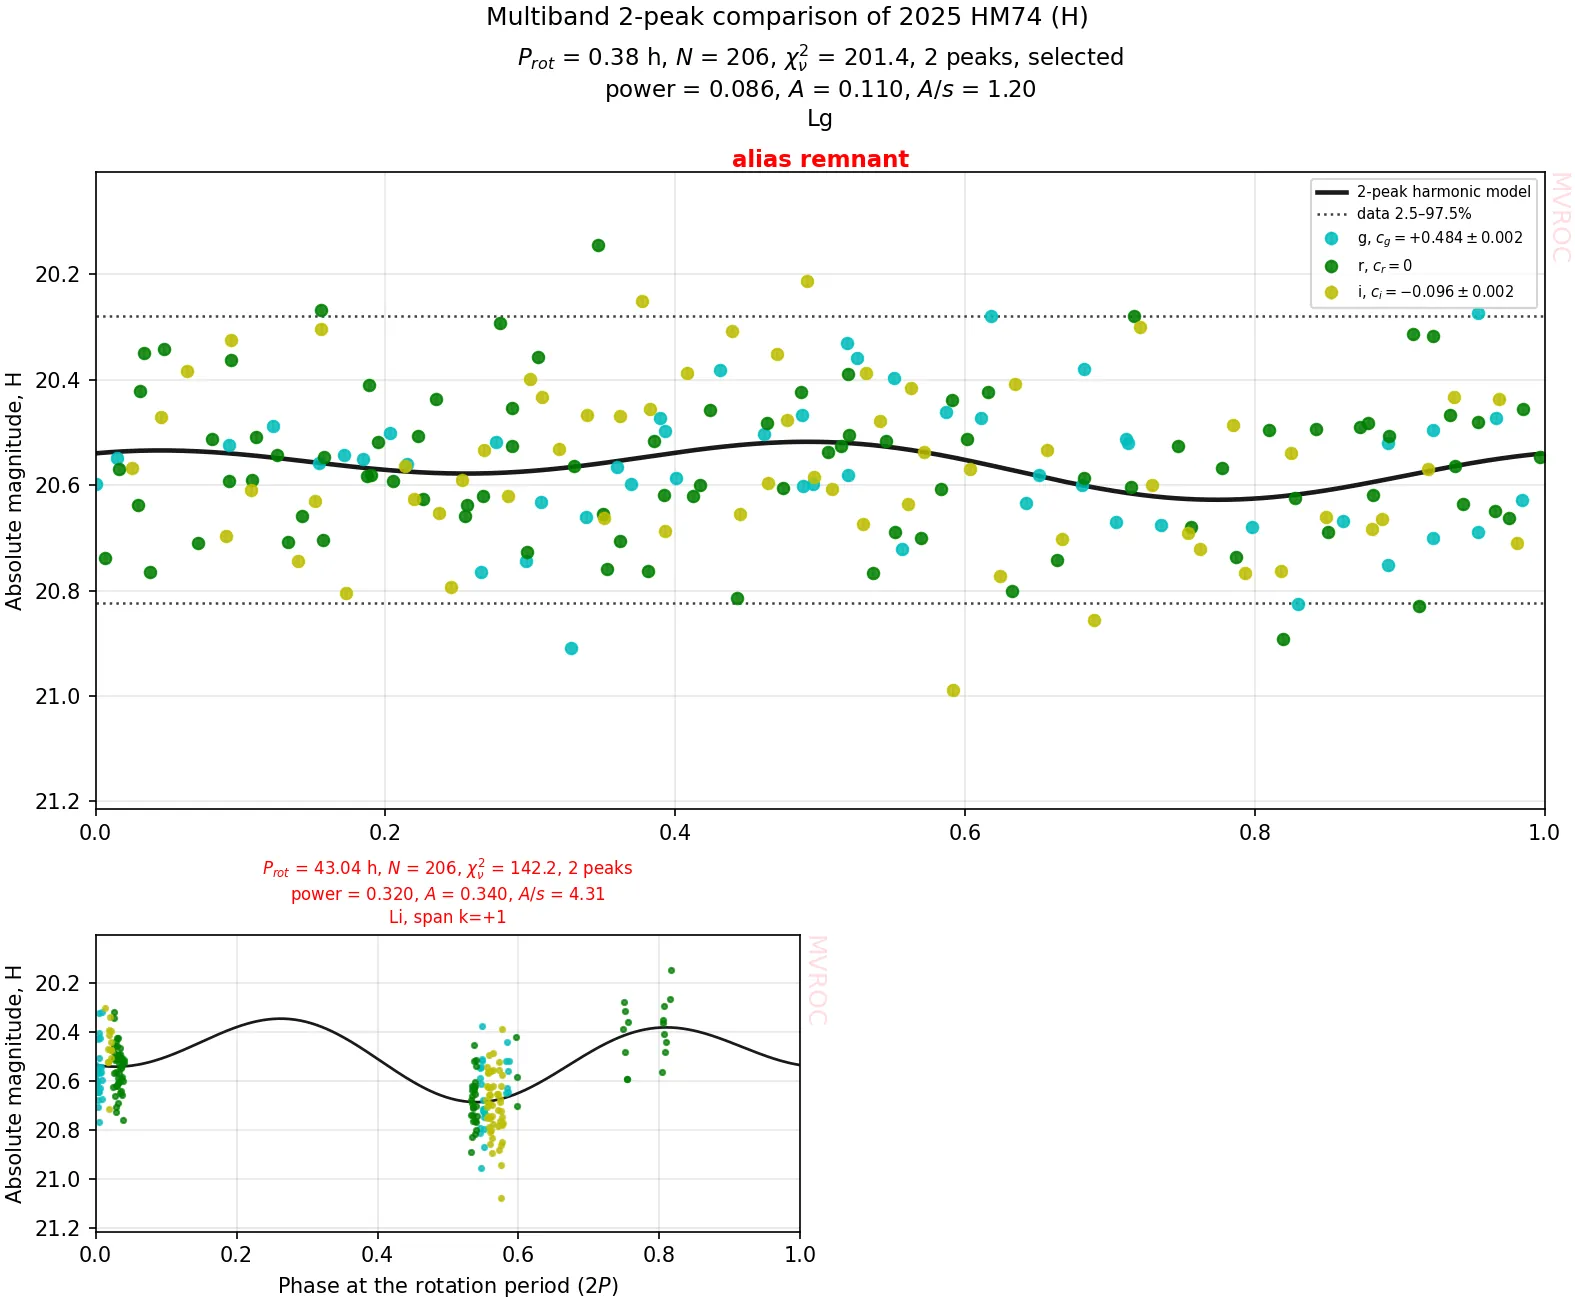 Multiband 2-peak comparison of 2025 HM74 (H)
P_rot = 0.38 h, N = 206, χ²_ν = 201.4, 2 peaks, selected
power = 0.086, A = 0.110, A/s = 1.20
Lg
alias remnant
2-peak harmonic model
data 2.5–97.5%
g, c_g = +0.484 ± 0.002
r, c_r = 0
i, c_i = −0.096 ± 0.002
MVROC
Absolute magnitude, H
20.2
20.4
20.6
20.8
21.0
21.2
0.0 0.2 0.4 0.6 0.8 1.0
P_rot = 43.04 h, N = 206, χ²_ν = 142.2, 2 peaks
power = 0.320, A = 0.340, A/s = 4.31
Li, span k=+1
MVROC
Absolute magnitude, H
20.2
20.4
20.6
20.8
21.0
21.2
0.0 0.2 0.4 0.6 0.8 1.0
Phase at the rotation period (2P)